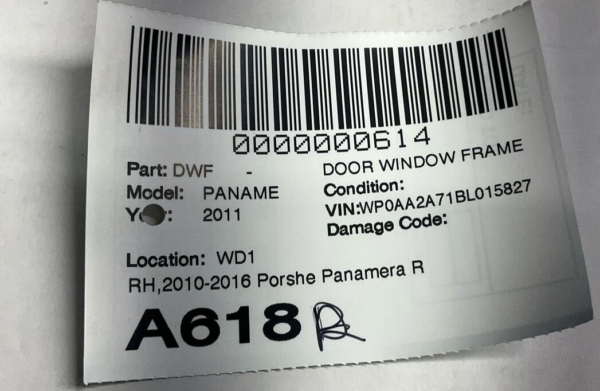 0000000614
Part: DWF - DOOR WINDOW FRAME
Model: PANAME Condition:
2011 VIN:WP0AA2A71BL015827
Damage Code:
Location: WD1
RH,2010-2016 Porshe Panamera R
A618 R